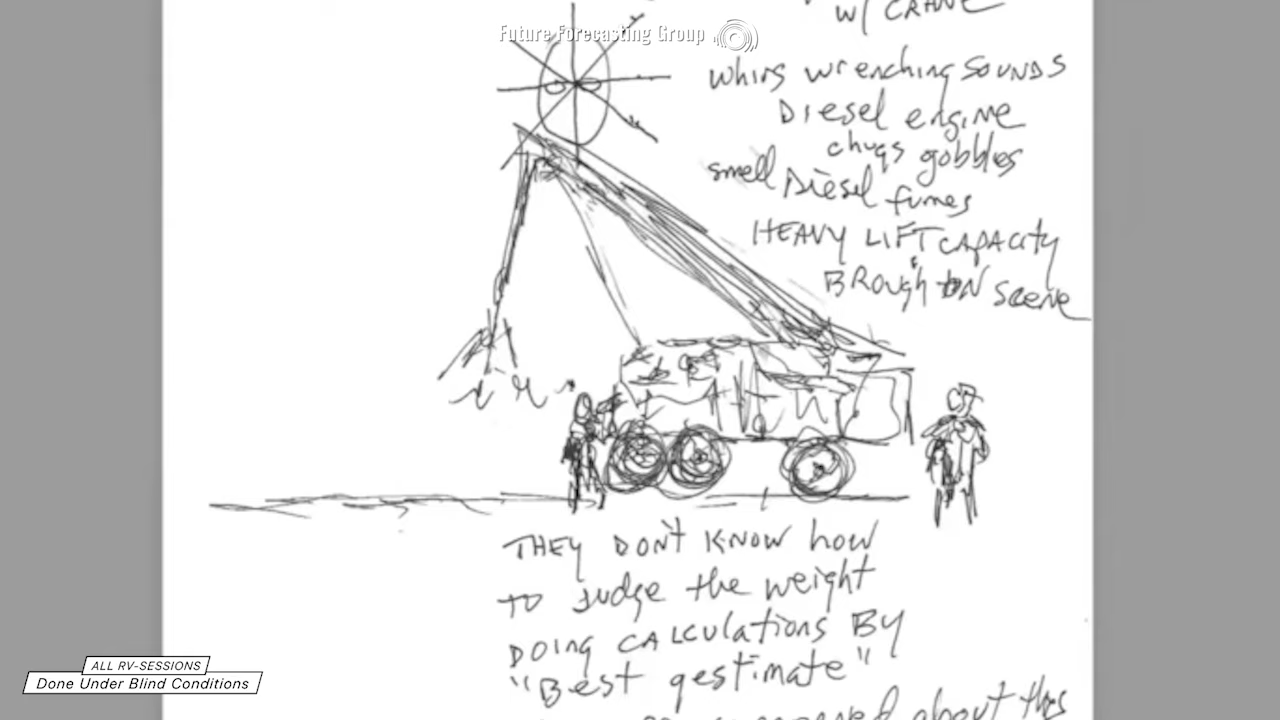 w/ CRANE
Future Forecasting Group
whirs wrenching SOUNDS
Diesel engine
chugs gobbles
smell Diesel fumes
HEAVY LIFT CAPACITY
BROUGHT ON scene
THEY DON'T KNOW how
to Judge the weight
DOING CALCULATIONS BY
"Best gestimate"
about this
ALL RV-SESSIONS
Done Under Blind Conditions